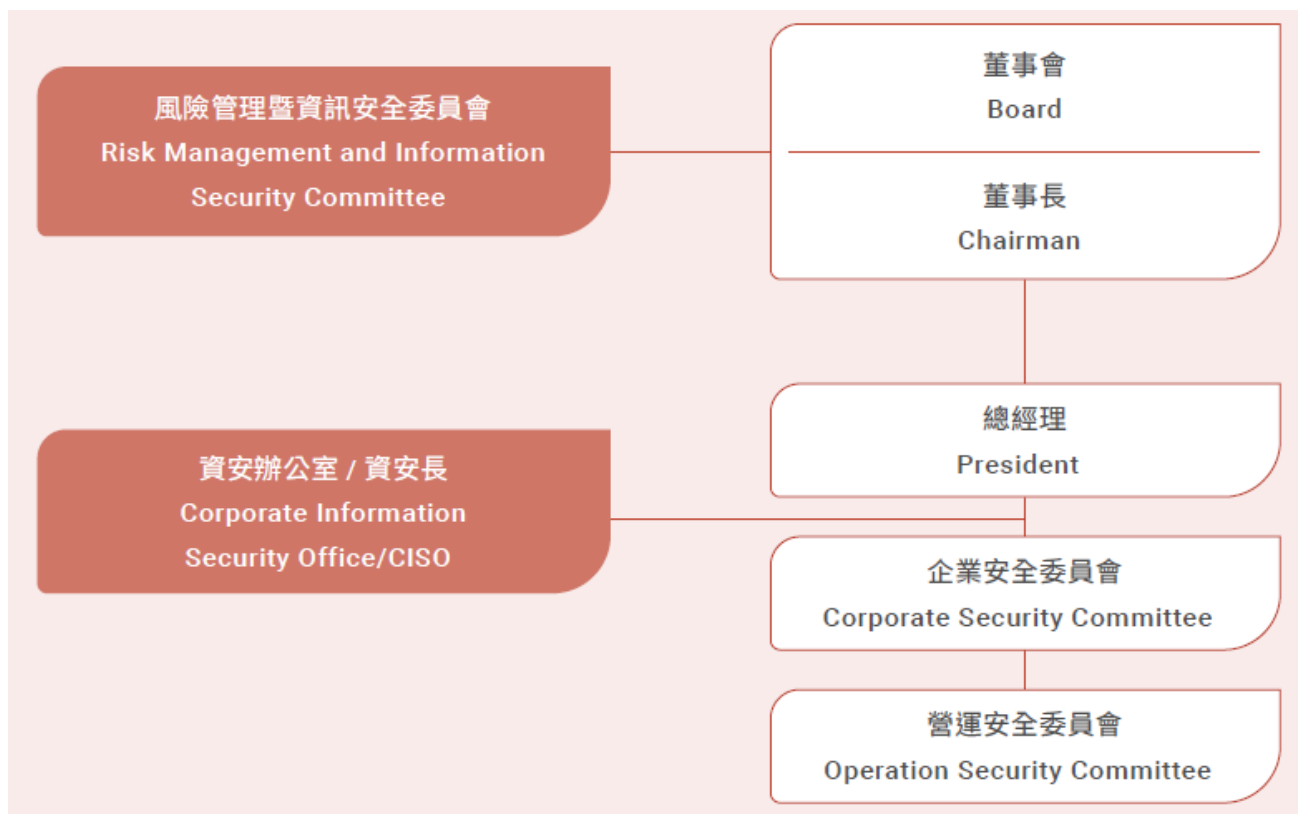 風險管理暨資訊安全委員會
Risk Management and Information
Security Committee
董事會
Board
董事長
Chairman
總經理
President
資安辦公室 / 資安長
Corporate Information
Security Office/CISO
企業安全委員會
Corporate Security Committee
營運安全委員會
Operation Security Committee